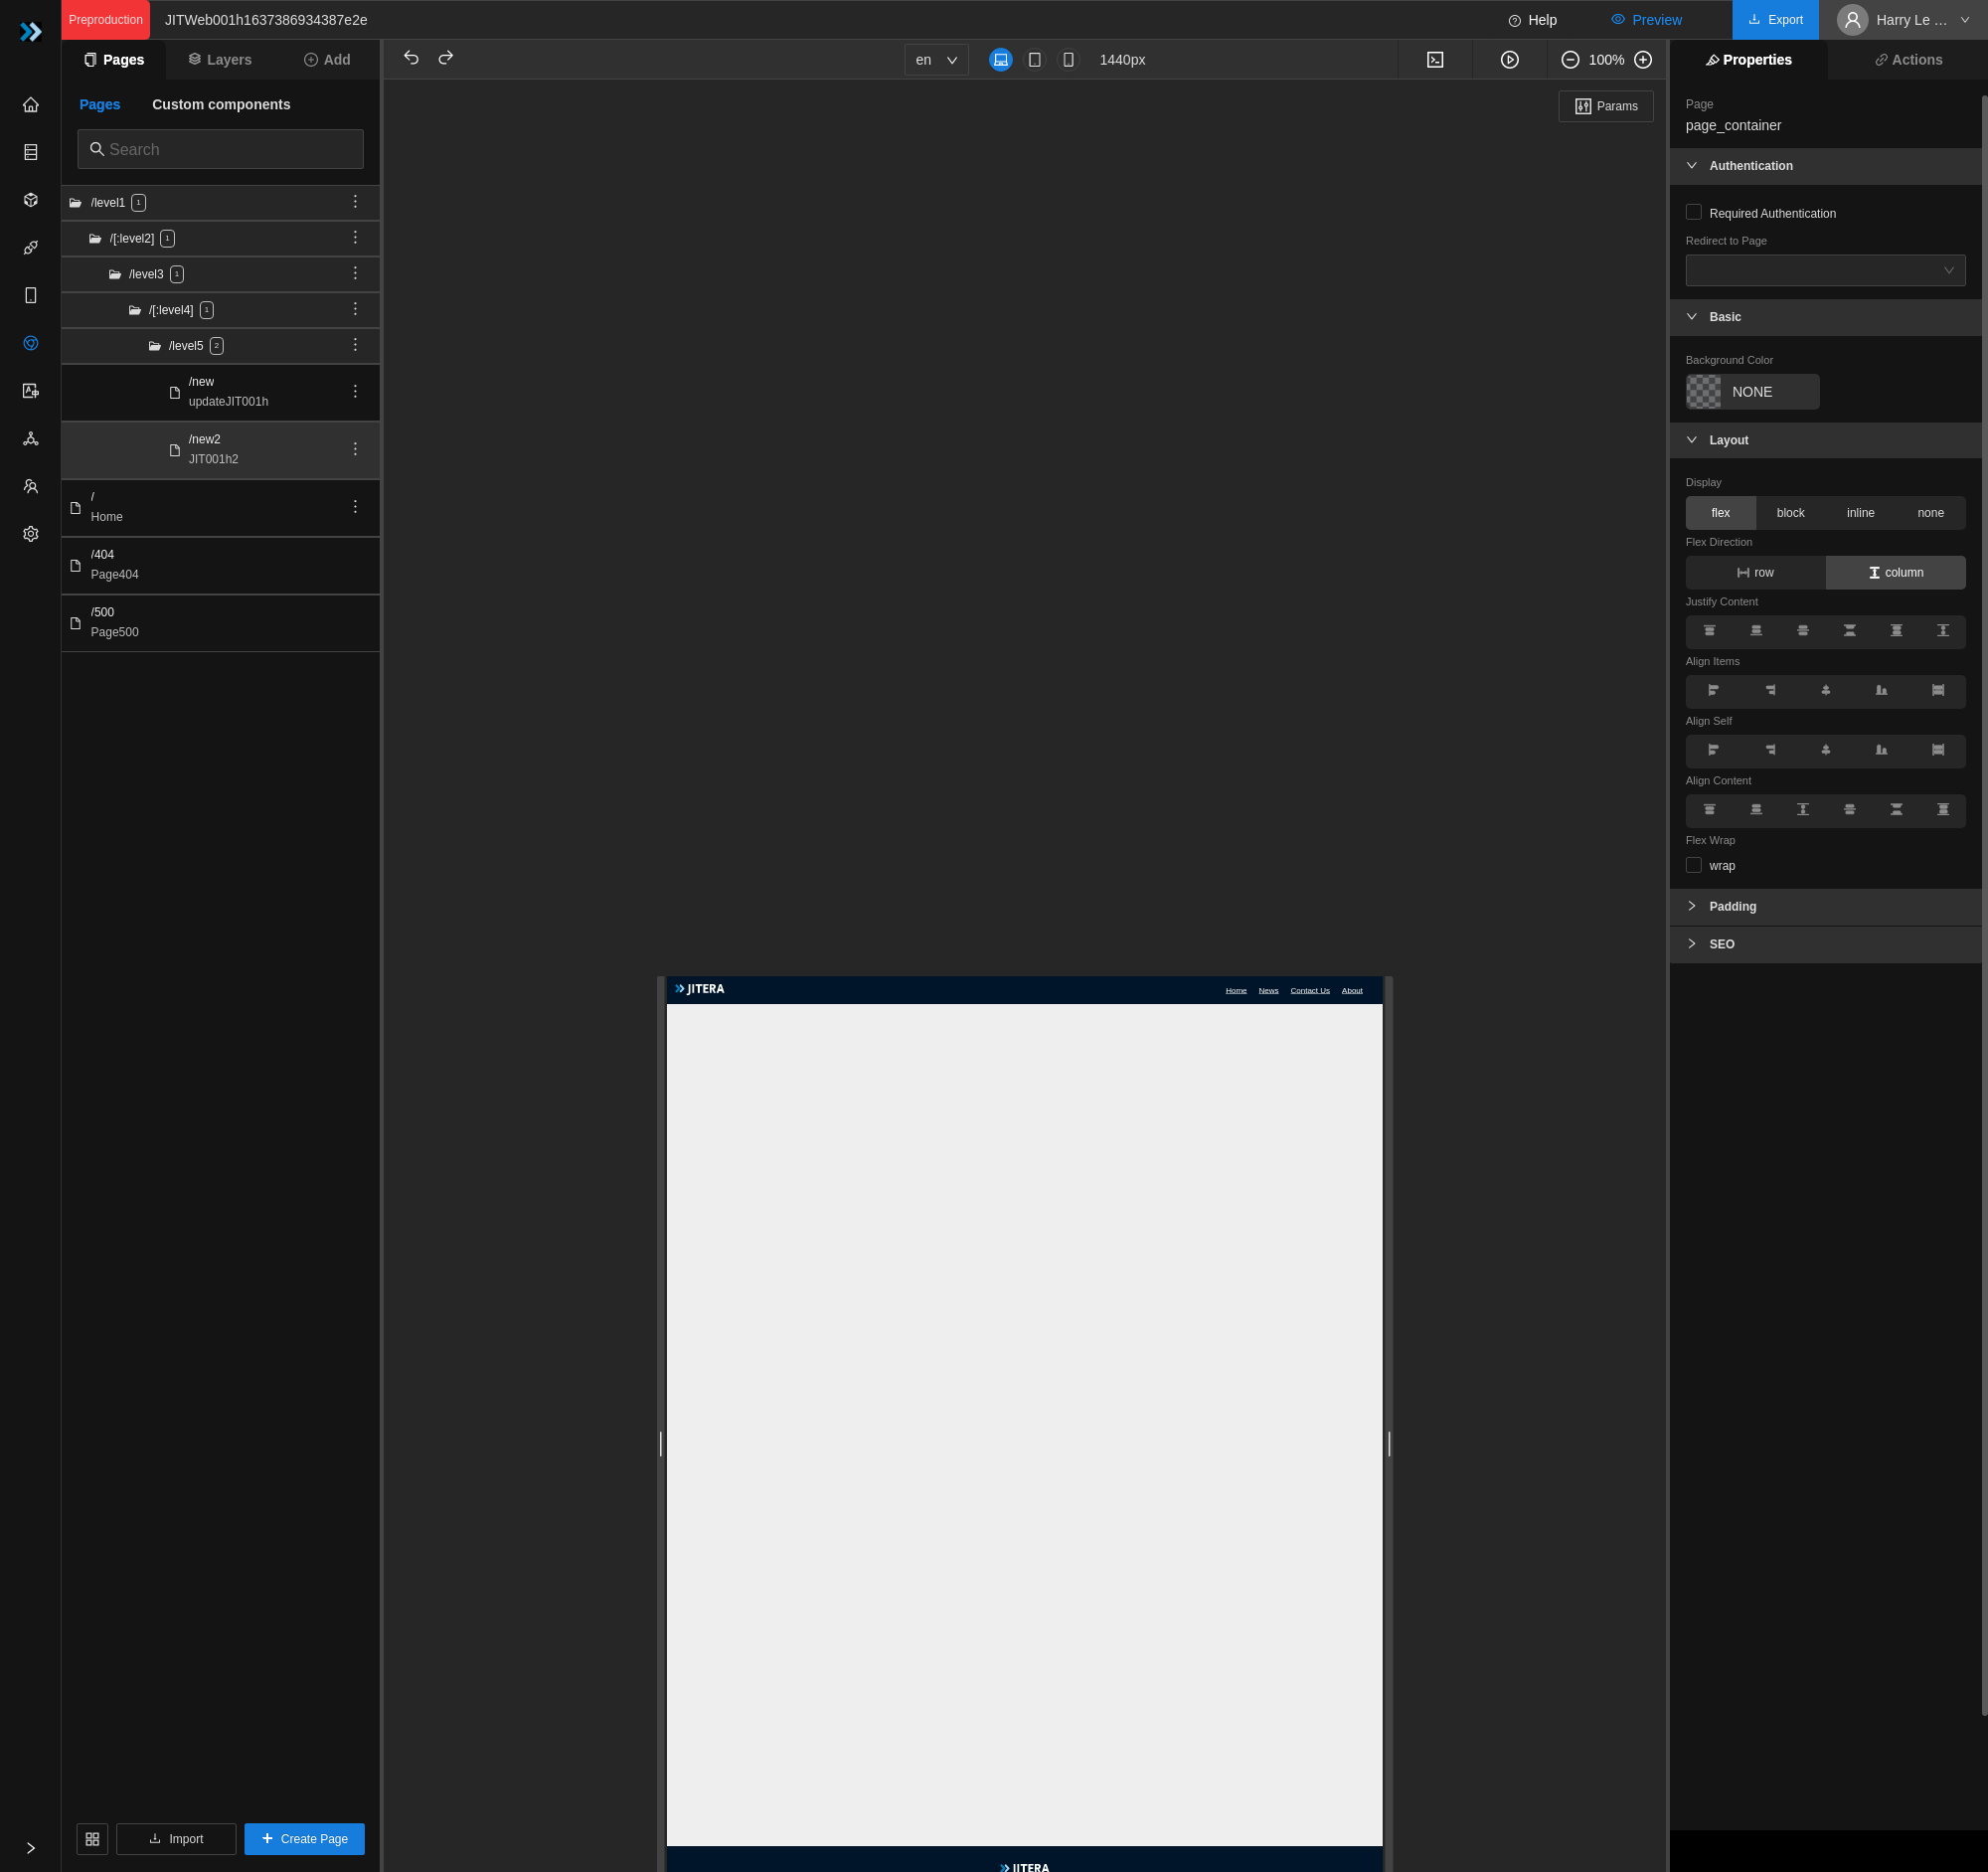 Preproduction
JITWeb001h1637386934387e2e
Help
Preview
Export
Harry Le ...
Pages
Layers
Add
en
1440px
100%
Properties
Actions
Pages
Custom components
Search
/level1 1
/[:level2] 1
/level3 1
/[:level4] 1
/level5 2
/new
updateJIT001h
/new2
JIT001h2
/
Home
/404
Page404
/500
Page500
Import
Create Page
Params
JITERA
Home
News
Contact Us
About
JITERA
Page
page_container
Authentication
Required Authentication
Redirect to Page
Basic
Background Color
NONE
Layout
Display
flex
block
inline
none
Flex Direction
row
column
Justify Content
Align Items
Align Self
Align Content
Flex Wrap
wrap
Padding
SEO